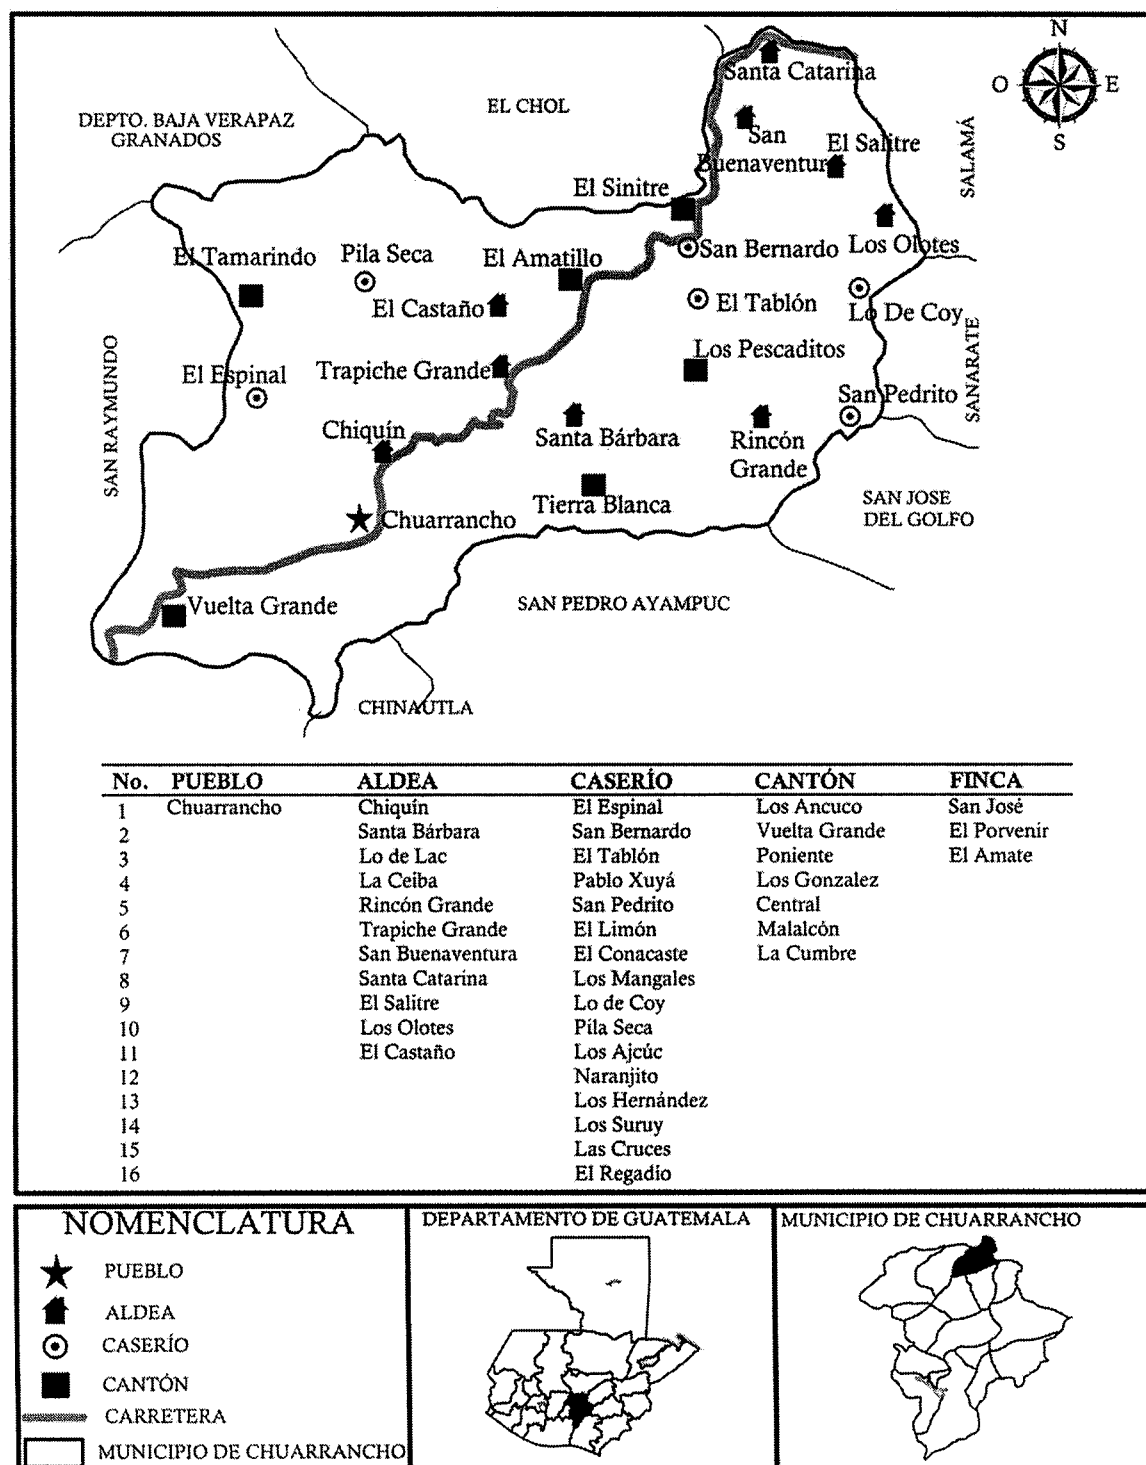 N
O
E
S
DEPTO. BAJA VERAPAZ
GRANADOS
EL CHOL
SALAMÁ
SANARATE
SAN RAYMUNDO
SAN JOSE
DEL GOLFO
SAN PEDRO AYAMPUC
CHINAUTLA
Santa Catarina
San
Buenaventura
El Salitre
El Sinitre
San Bernardo
Los Olotes
El Tamarindo
Pila Seca
El Amatillo
El Castaño
El Tablón
Lo De Coy
El Espinal
Trapiche Grande
Los Pescaditos
San Pedrito
Chiquín
Santa Bárbara
Rincón
Grande
Tierra Blanca
Chuarrancho
Vuelta Grande
No. PUEBLO ALDEA CASERÍO CANTÓN FINCA
1 Chuarrancho Chiquín El Espinal Los Ancuco San José
2 Santa Bárbara San Bernardo Vuelta Grande El Porvenir
3 Lo de Lac El Tablón Poniente El Amate
4 La Ceiba Pablo Xuyá Los Gonzalez
5 Rincón Grande San Pedrito Central
6 Trapiche Grande El Limón Malalcón
7 San Buenaventura El Conacaste La Cumbre
8 Santa Catarina Los Mangales
9 El Salitre Lo de Coy
10 Los Olotes Pila Seca
11 El Castaño Los Ajcúc
12 Naranjito
13 Los Hernández
14 Los Suruy
15 Las Cruces
16 El Regadío
NOMENCLATURA
PUEBLO
ALDEA
CASERÍO
CANTÓN
CARRETERA
MUNICIPIO DE CHUARRANCHO
DEPARTAMENTO DE GUATEMALA
MUNICIPIO DE CHUARRANCHO